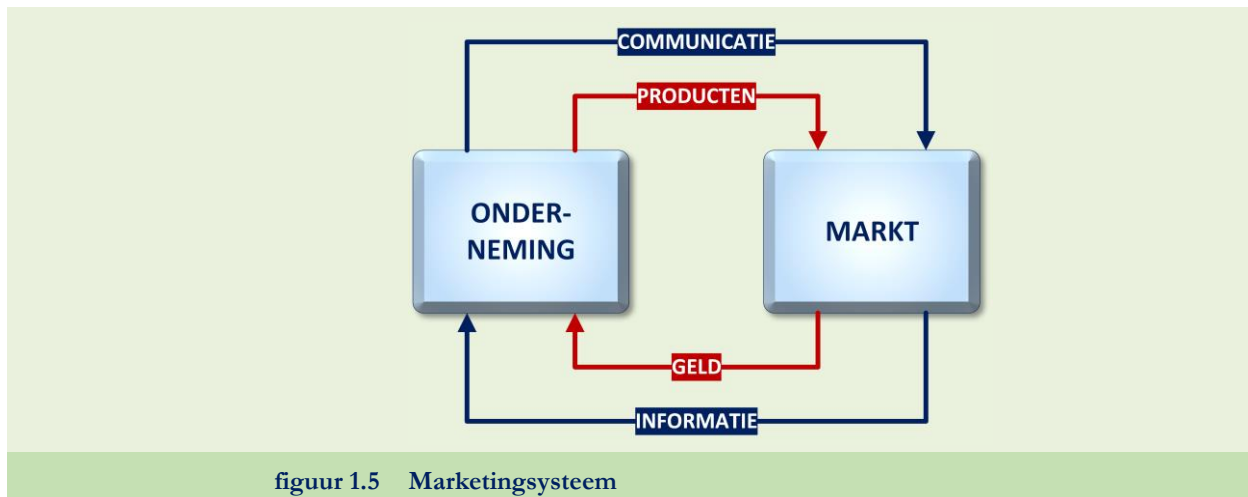 COMMUNICATIE
PRODUCTEN
ONDER-
NEMING
MARKT
GELD
INFORMATIE
figuur 1.5 Marketingsysteem